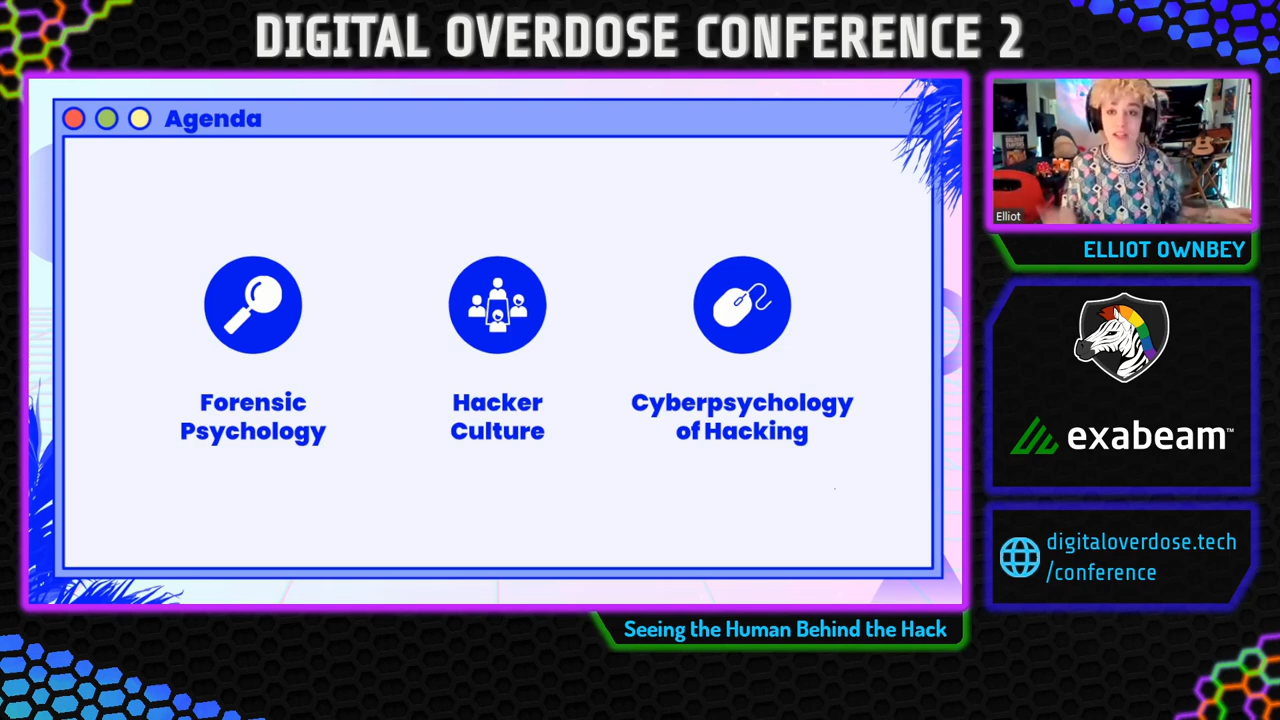 DIGITAL OVERDOSE CONFERENCE 2
Agenda
Forensic
Psychology
Hacker
Culture
Cyberpsychology
of Hacking
Elliot
ELLIOT OWNBEY
exabeam™
digitaloverdose.tech
/conference
Seeing the Human Behind the Hack